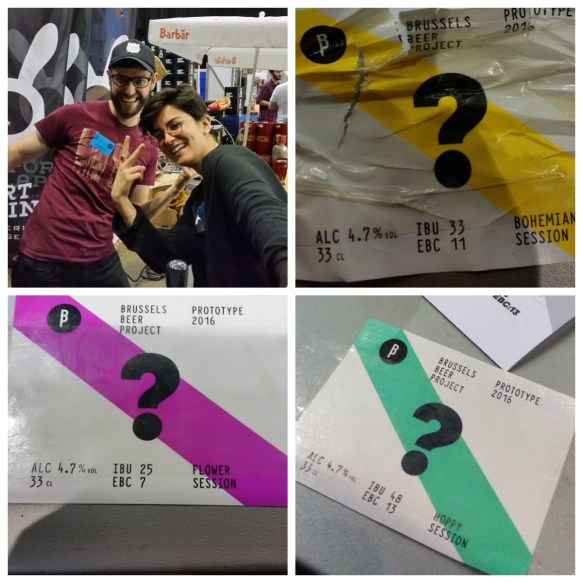 Barbãr
BRUSSELS
BEER
PROJECT
PROTOTYPE
2016
?
ALC 4.7% VOL
33 CL
IBU 33
EBC 11
BOHEMIAN
SESSION
β
BRUSSELS
BEER
PROJECT
PROTOTYPE
2016
?
ALC 4.7% VOL
33 CL
IBU 25
EBC 7
FLOWER
SESSION
EBC:13
β
BRUSSELS
BEER
PROJECT
PROTOTYPE
2016
?
ALC 4.7% VOL
33 CL
IBU 48
EBC 13
HOPPY
SESSION